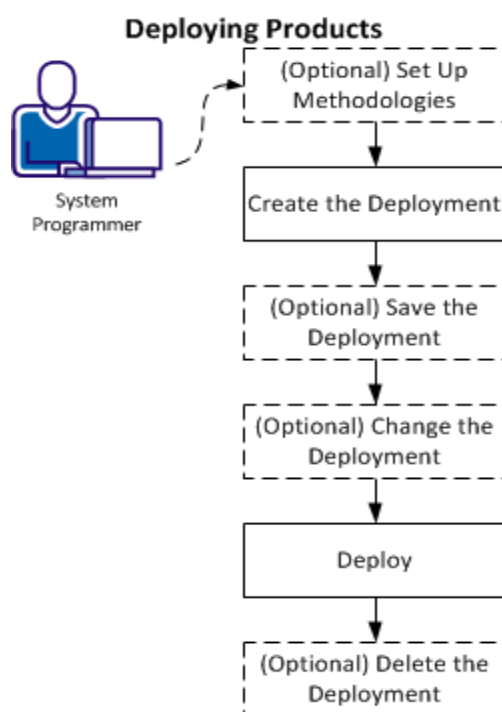 Deploying Products
(Optional) Set Up
Methodologies
System
Programmer
Create the Deployment
(Optional) Save the
Deployment
(Optional) Change the
Deployment
Deploy
(Optional) Delete the
Deployment